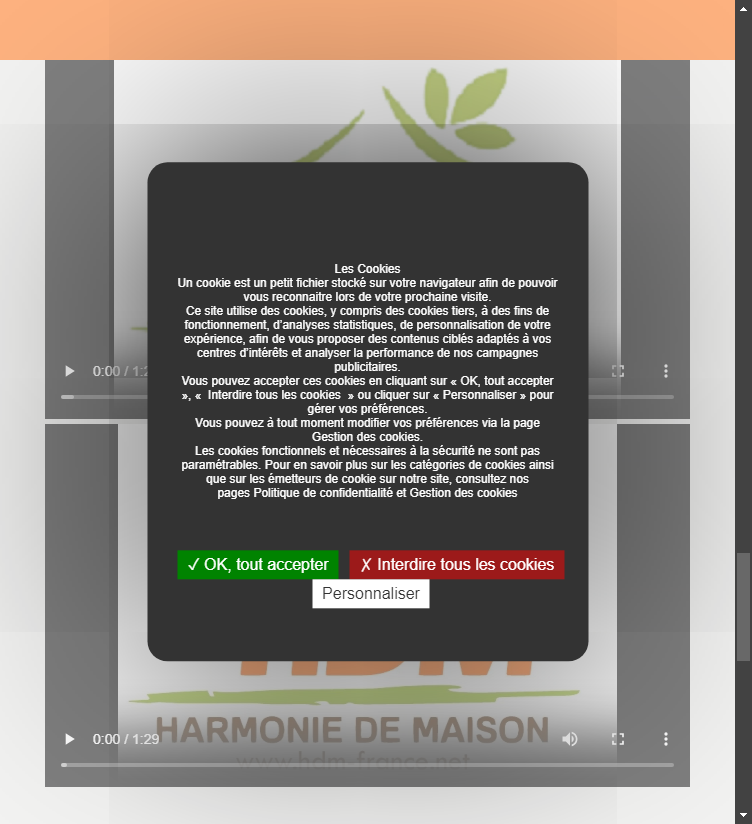 Les Cookies
Un cookie est un petit fichier stocké sur votre navigateur afin de pouvoir
vous reconnaitre lors de votre prochaine visite.
Ce site utilise des cookies, y compris des cookies tiers, à des fins de
fonctionnement, d'analyses statistiques, de personnalisation de votre
expérience, afin de vous proposer des contenus ciblés adaptés à vos
centres d'intérêts et analyser la performance de nos campagnes
publicitaires.
Vous pouvez accepter ces cookies en cliquant sur « OK, tout accepter
», «  Interdire tous les cookies  » ou cliquer sur « Personnaliser » pour
gérer vos préférences.
Vous pouvez à tout moment modifier vos préférences via la page
Gestion des cookies.
Les cookies fonctionnels et nécessaires à la sécurité ne sont pas
paramétrables. Pour en savoir plus sur les catégories de cookies ainsi
que sur les émetteurs de cookie sur notre site, consultez nos
pages Politique de confidentialité et Gestion des cookies
0:00 / 1:2
✓ OK, tout accepter ✗ Interdire tous les cookies
Personnaliser
HDM
HARMONIE DE MAISON
0:00 / 1:29
www.hdm-france.net